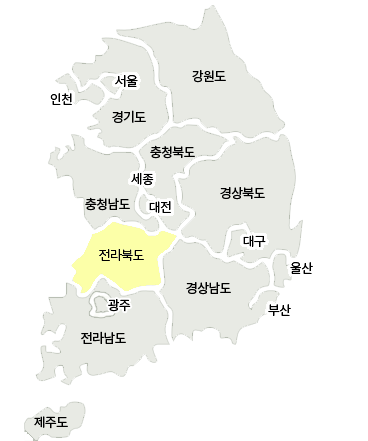 강원도
서울
인천
경기도
충청북도
세종
경상북도
충청남도
대전
대구
전라북도
울산
경상남도
광주
부산
전라남도
제주도